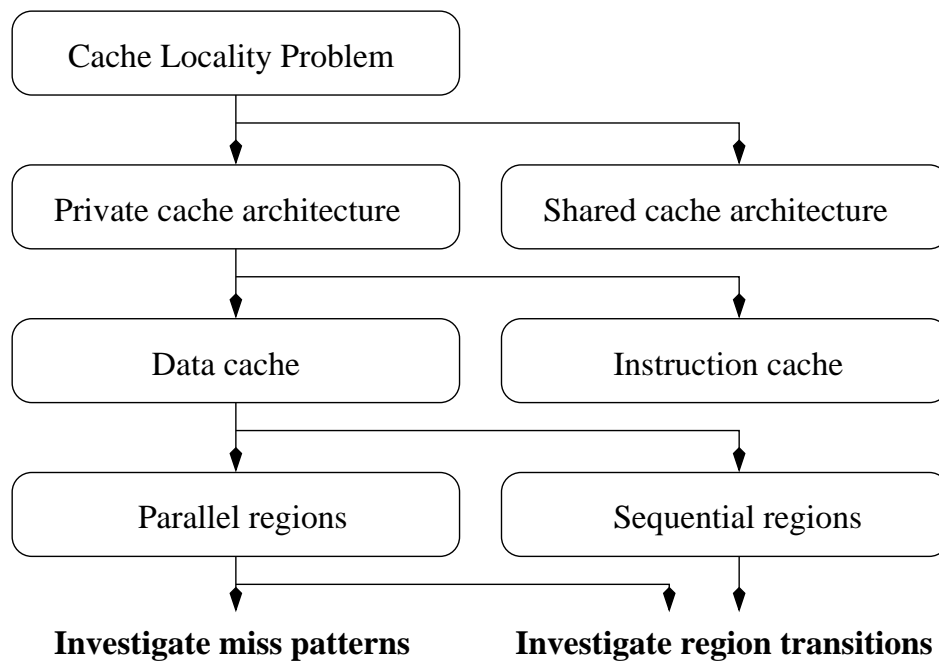 Cache Locality Problem
Private cache architecture
Shared cache architecture
Data cache
Instruction cache
Parallel regions
Sequential regions
Investigate miss patterns
Investigate region transitions